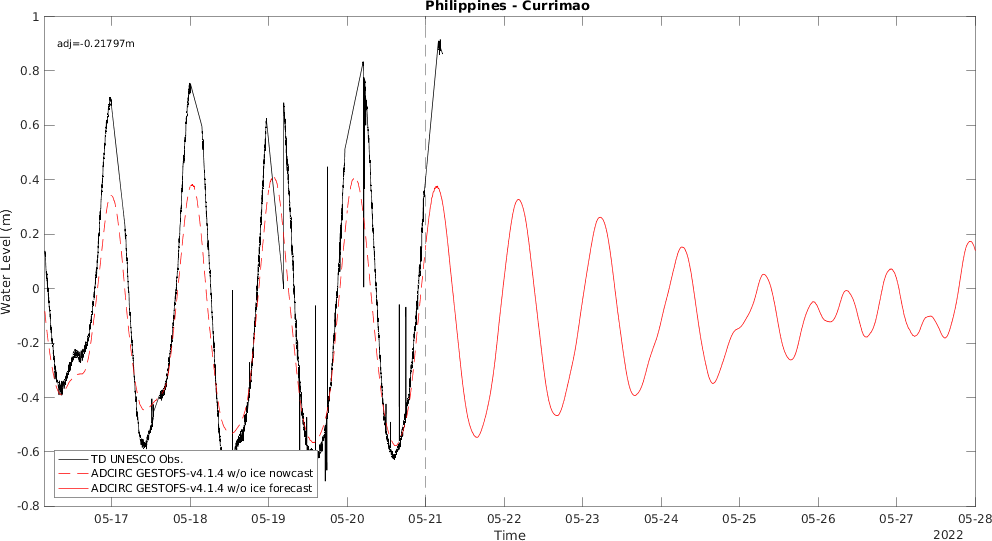 Philippines - Currimao
adj=-0.21797m
1
0.8
0.6
0.4
0.2
0
-0.2
-0.4
-0.6
-0.8
Water Level (m)
TD UNESCO Obs.
ADCIRC GESTOFS-v4.1.4 w/o ice nowcast
ADCIRC GESTOFS-v4.1.4 w/o ice forecast
05-17 05-18 05-19 05-20 05-21 05-22 05-23 05-24 05-25 05-26 05-27 05-28
Time
2022